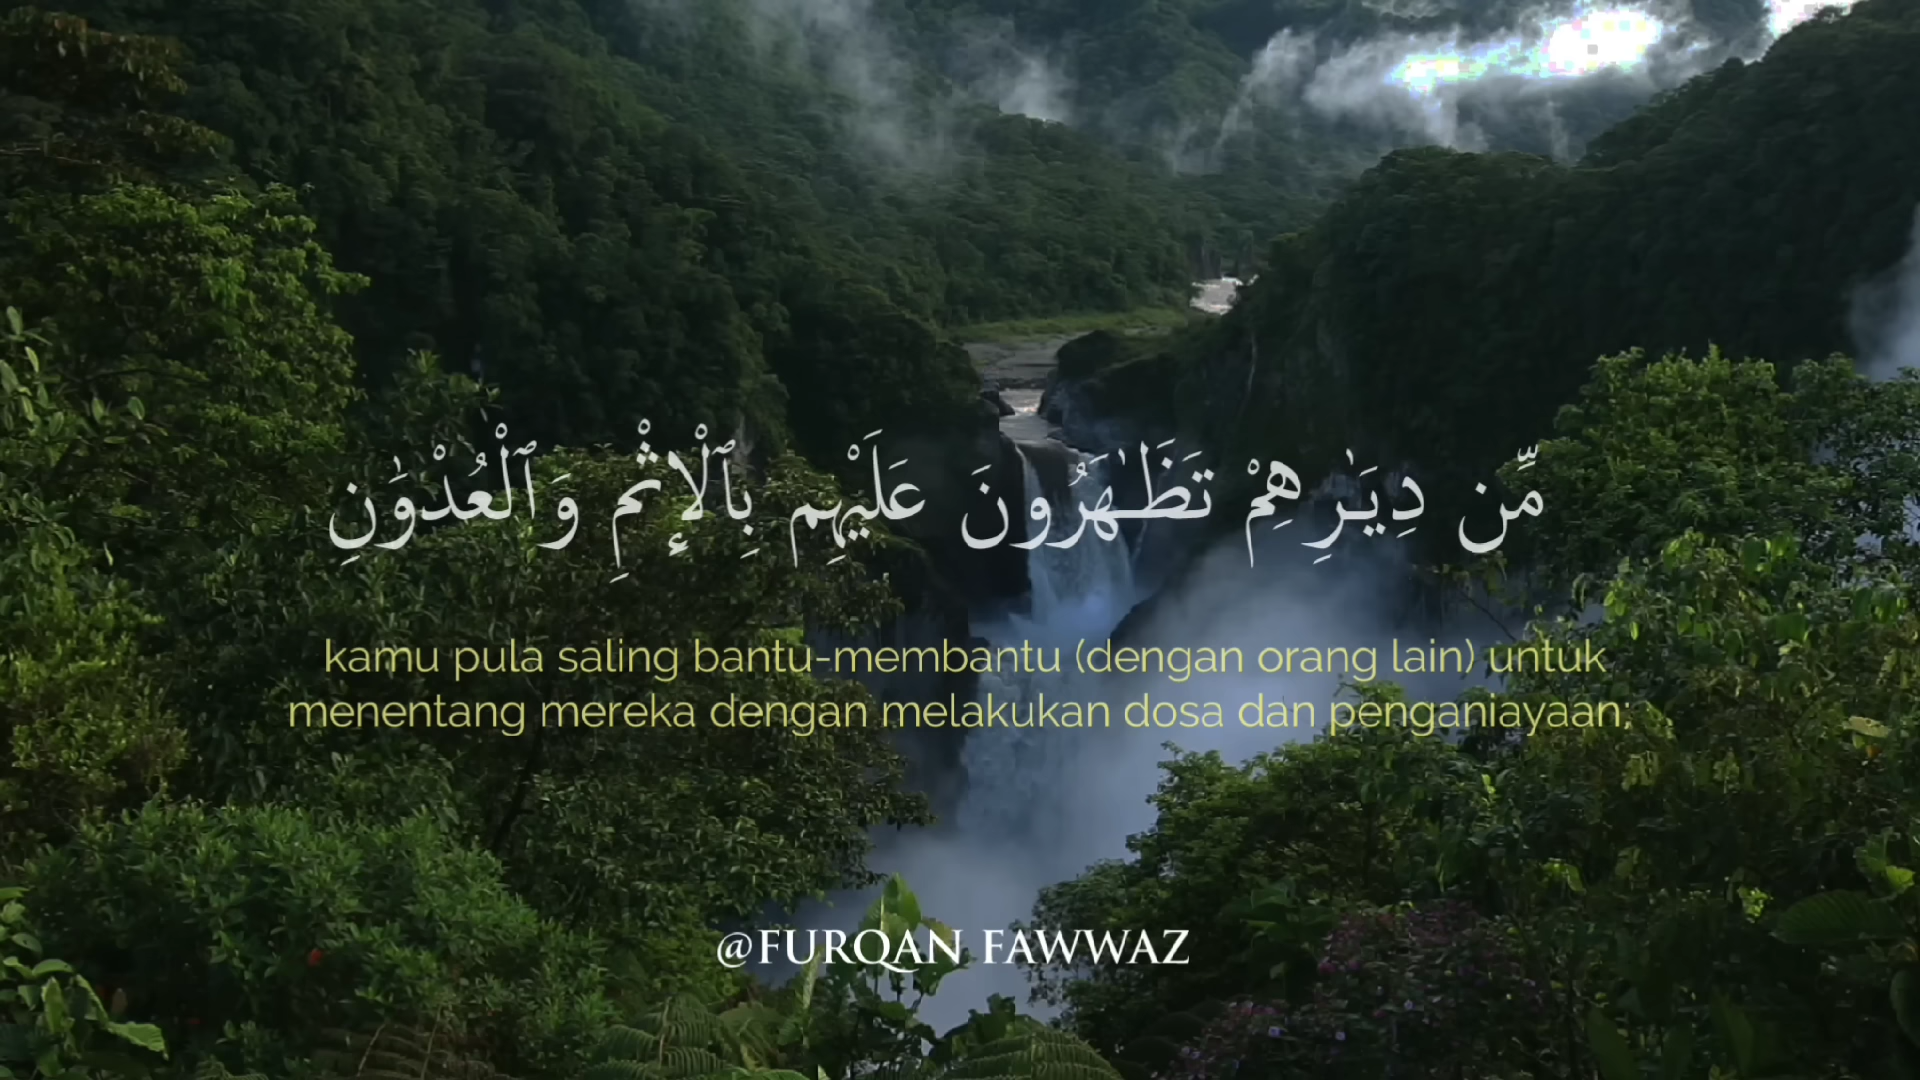 مِّن دِيَٰرِهِمْ تَظَٰهَرُونَ عَلَيْهِم بِٱلْإِثْمِ وَٱلْعُدْوَٰنِ
kamu pula saling bantu-membantu (dengan orang lain) untuk
menentang mereka dengan melakukan dosa dan penganiayaan;
@FURQAN FAWWAZ